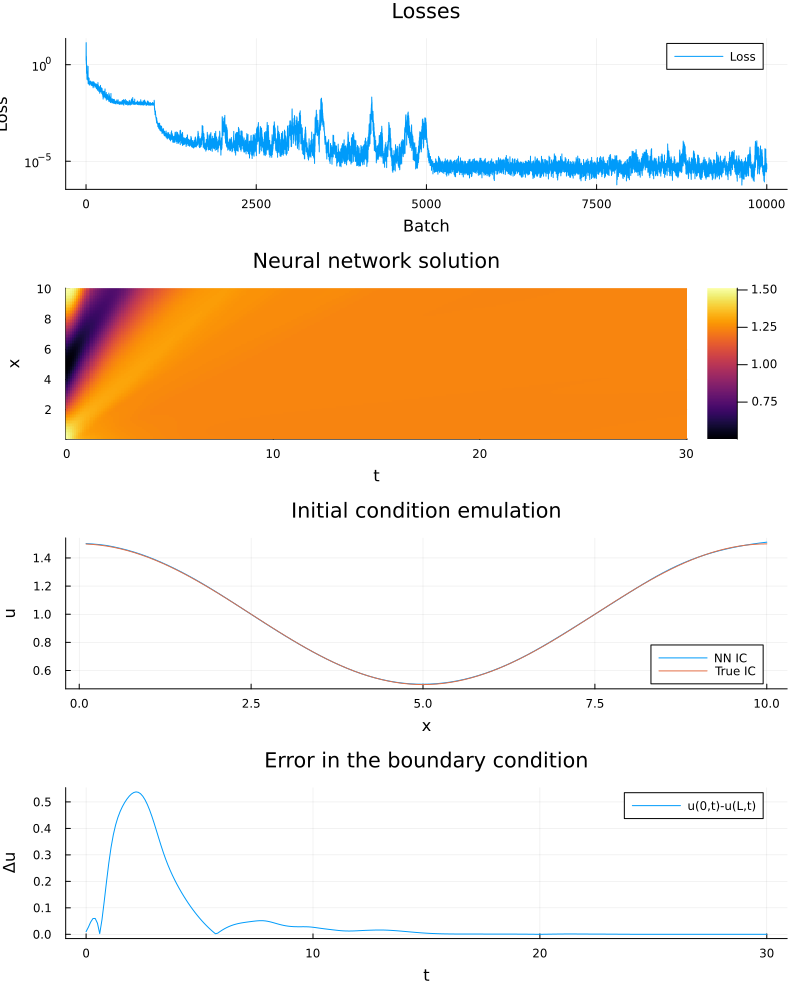 Losses
10⁰
10⁻⁵
Loss
Loss
0 2500 5000 7500 10000
Batch
Neural network solution
10
8
6
4
2
x
1.50
1.25
1.00
0.75
0 10 20 30
t
Initial condition emulation
1.4
1.2
1.0
0.8
0.6
u
NN IC
True IC
0.0 2.5 5.0 7.5 10.0
x
Error in the boundary condition
0.5
0.4
0.3
0.2
0.1
0.0
Δu
u(0,t)-u(L,t)
0 10 20 30
t